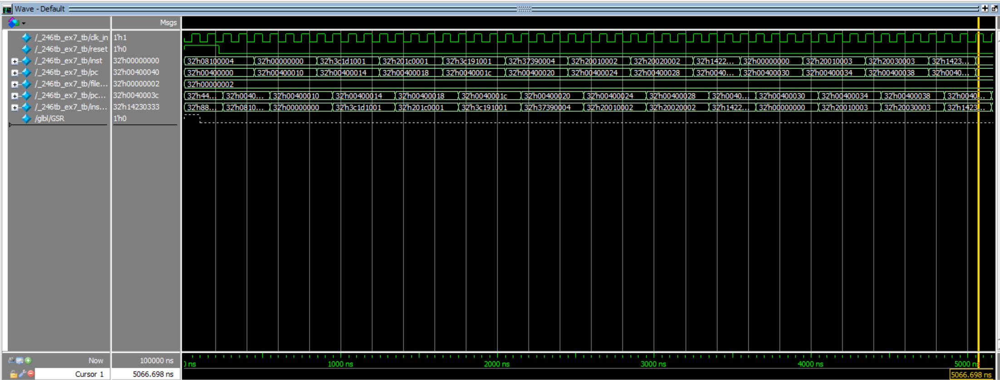 Wave - Default
Msgs
/_246tb_ex7_tb/clk_in 1'h1
/_246tb_ex7_tb/reset 1'h0
/_246tb_ex7_tb/inst 32'h00000000 32'h08100004 32'h00000000 32'h3c1d1001 32'h201c0001 32'h3c191001 32'h37390004 32'h20010002 32'h20020002 32'h1422... 32'h00000000 32'h20010003 32'h20030003 32'h1423...
/_246tb_ex7_tb/pc 32'h00400040 32'h00400000 32'h00400010 32'h00400014 32'h00400018 32'h0040001c 32'h00400020 32'h00400024 32'h00400028 32'h0040... 32'h00400030 32'h00400034 32'h00400038 32'h0040...
/_246tb_ex7_tb/file... 32'h00000002 32'h00000002
/_246tb_ex7_tb/pc... 32'h0040003c 32'h44... 32'h0040... 32'h00400010 32'h00400014 32'h00400018 32'h0040001c 32'h00400020 32'h00400024 32'h00400028 32'h0040... 32'h00400030 32'h00400034 32'h00400038 32'h0040...
/_246tb_ex7_tb/ins... 32'h14230333 32'h88... 32'h0810... 32'h00000000 32'h3c1d1001 32'h201c0001 32'h3c191001 32'h37390004 32'h20010002 32'h20020002 32'h1422... 32'h00000000 32'h20010003 32'h20030003 32'h1423...
/glbl/GSR 1'h0
Now 100000 ns ns 1000 ns 2000 ns 3000 ns 4000 ns 5000 ns
Cursor 1 5066.698 ns 5066.698 ns